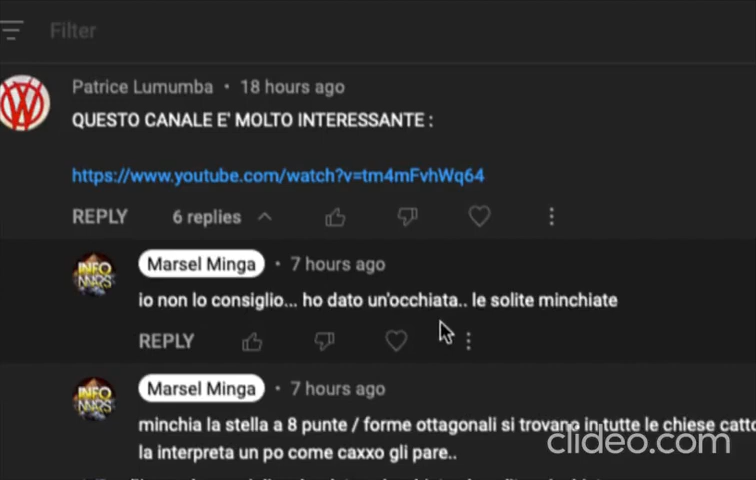 Filter
Patrice Lumumba • 18 hours ago
QUESTO CANALE E' MOLTO INTERESSANTE :
https://www.youtube.com/watch?v=tm4mFvhWq64
REPLY 6 replies
Marsel Minga • 7 hours ago
io non lo consiglio... ho dato un'occhiata.. le solite minchiate
REPLY
Marsel Minga • 7 hours ago
minchia la stella a 8 punte / forme ottagonali si trovano in tutte le chiese catto
la interpreta un po come caxxo gli pare..
clideo.com
INFO